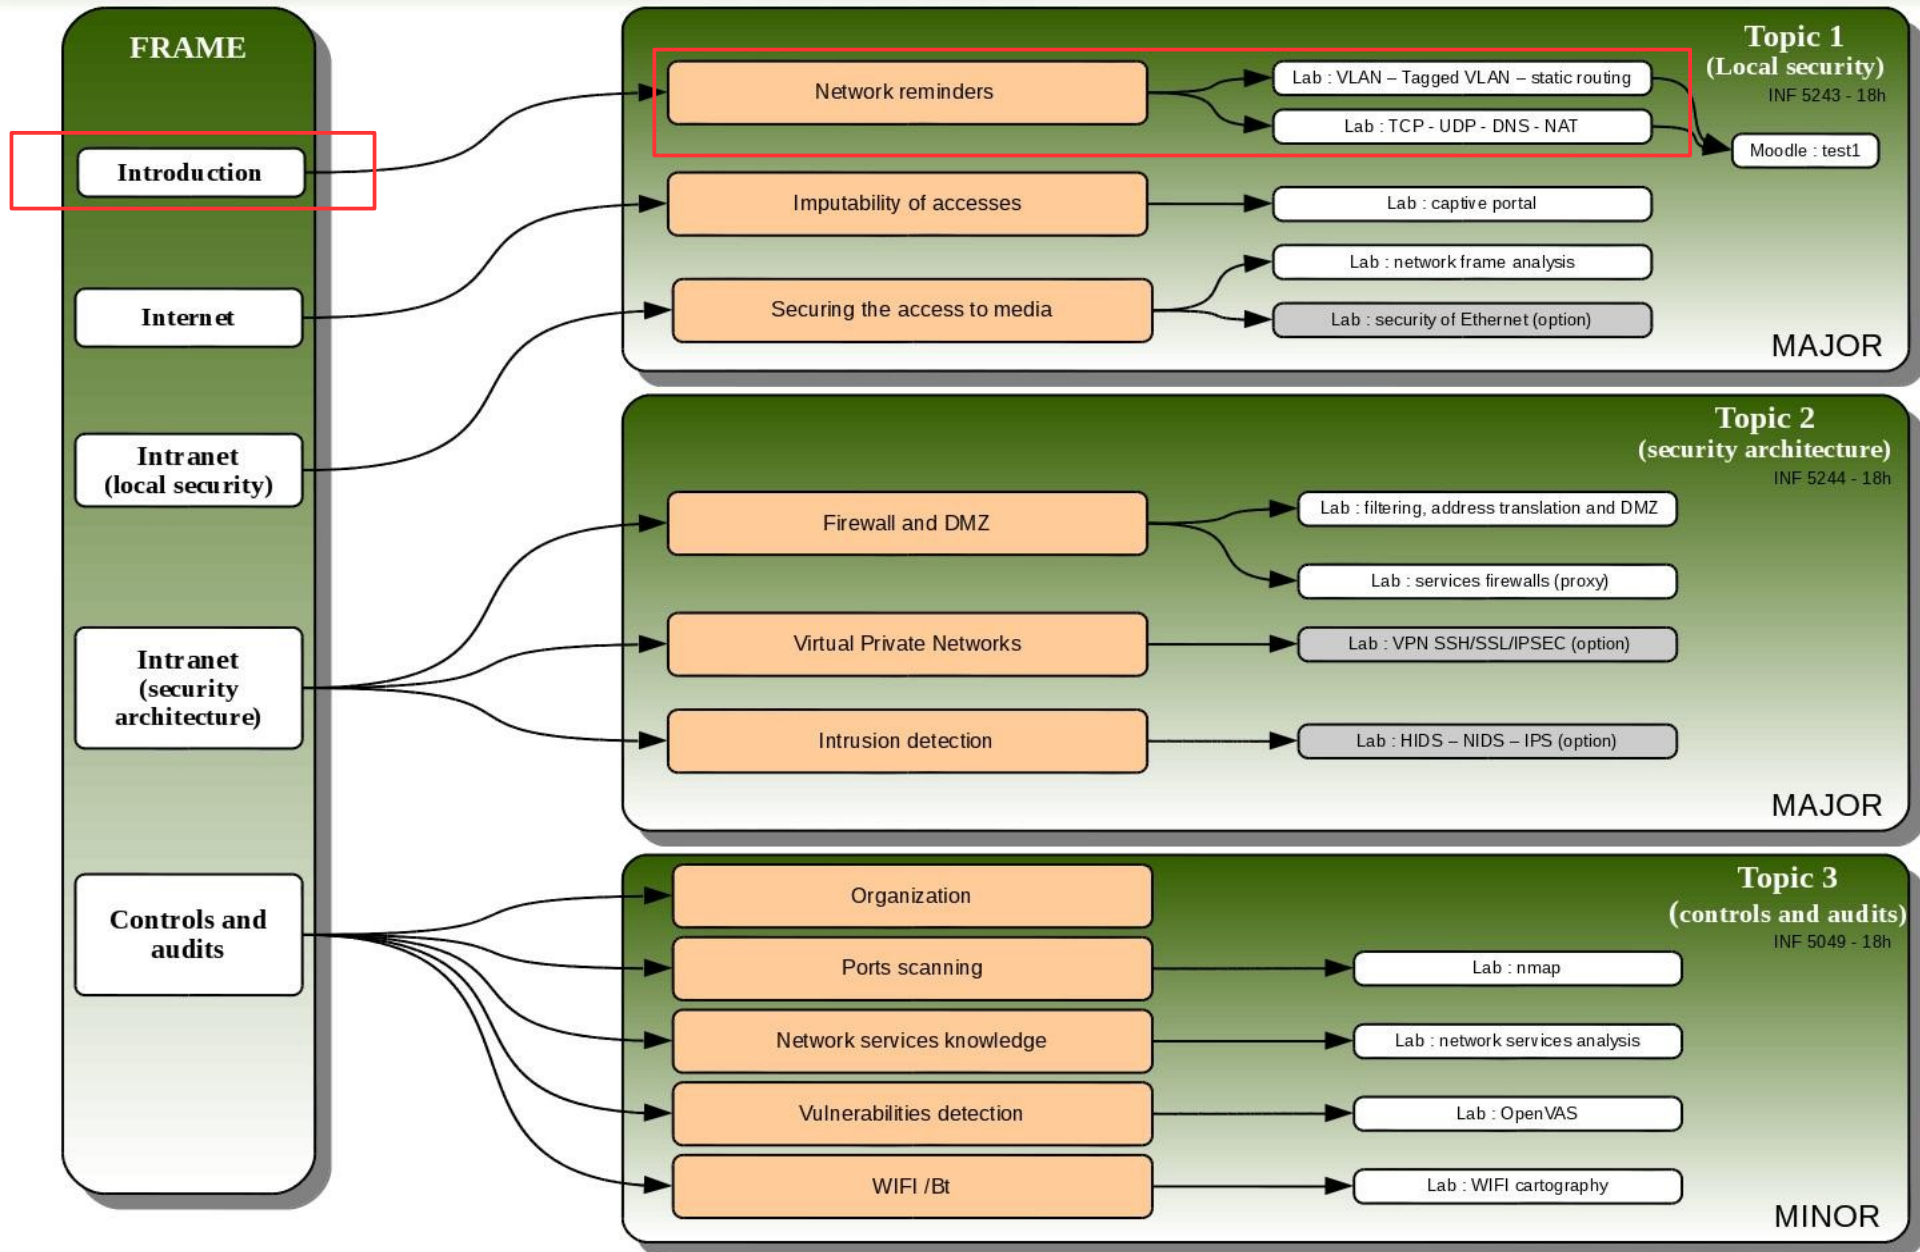 FRAME
Introduction
Internet
Intranet
(local security)
Intranet
(security
architecture)
Controls and
audits
Topic 1
(Local security)
INF 5243 - 18h
Network reminders
Lab : VLAN – Tagged VLAN – static routing
Lab : TCP - UDP - DNS - NAT
Moodle : test1
Imputability of accesses
Lab : captive portal
Securing the access to media
Lab : network frame analysis
Lab : security of Ethernet (option)
MAJOR
Topic 2
(security architecture)
INF 5244 - 18h
Firewall and DMZ
Lab : filtering, address translation and DMZ
Lab : services firewalls (proxy)
Virtual Private Networks
Lab : VPN SSH/SSL/IPSEC (option)
Intrusion detection
Lab : HIDS – NIDS – IPS (option)
MAJOR
Topic 3
(controls and audits)
INF 5049 - 18h
Organization
Ports scanning
Lab : nmap
Network services knowledge
Lab : network services analysis
Vulnerabilities detection
Lab : OpenVAS
WIFI /Bt
Lab : WIFI cartography
MINOR